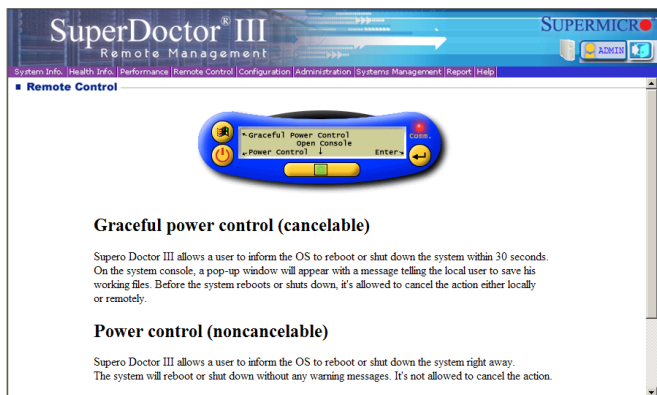 SuperDoctor® III
Remote Management
SUPERMICRO
ADMIN
System Info. |Health Info. |Performance |Remote Control |Configuration |Administration |Systems Management |Report |Help|
Remote Control
Graceful Power Control
Open Console
Power Control ↓ Enter
Comm.
Graceful power control (cancelable)
Supero Doctor III allows a user to inform the OS to reboot or shut down the system within 30 seconds.
On the system console, a pop-up window will appear with a message telling the local user to save his
working files. Before the system reboots or shuts down, it's allowed to cancel the action either locally
or remotely.
Power control (noncancelable)
Supero Doctor III allows a user to inform the OS to reboot or shut down the system right away.
The system will reboot or shut down without any warning messages. It's not allowed to cancel the action.